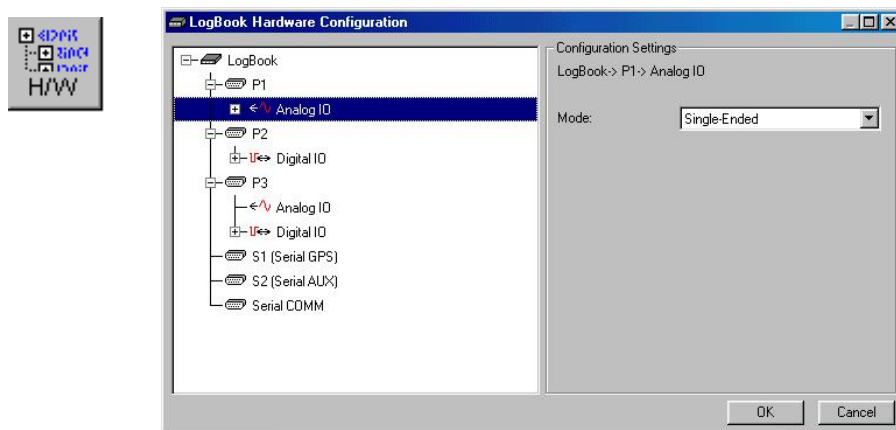 H/W
LogBook Hardware Configuration
LogBook
P1
Analog IO
P2
Digital IO
P3
Analog IO
Digital IO
S1 (Serial GPS)
S2 (Serial AUX)
Serial COMM
Configuration Settings
LogBook-> P1-> Analog IO
Mode:
Single-Ended
OK
Cancel